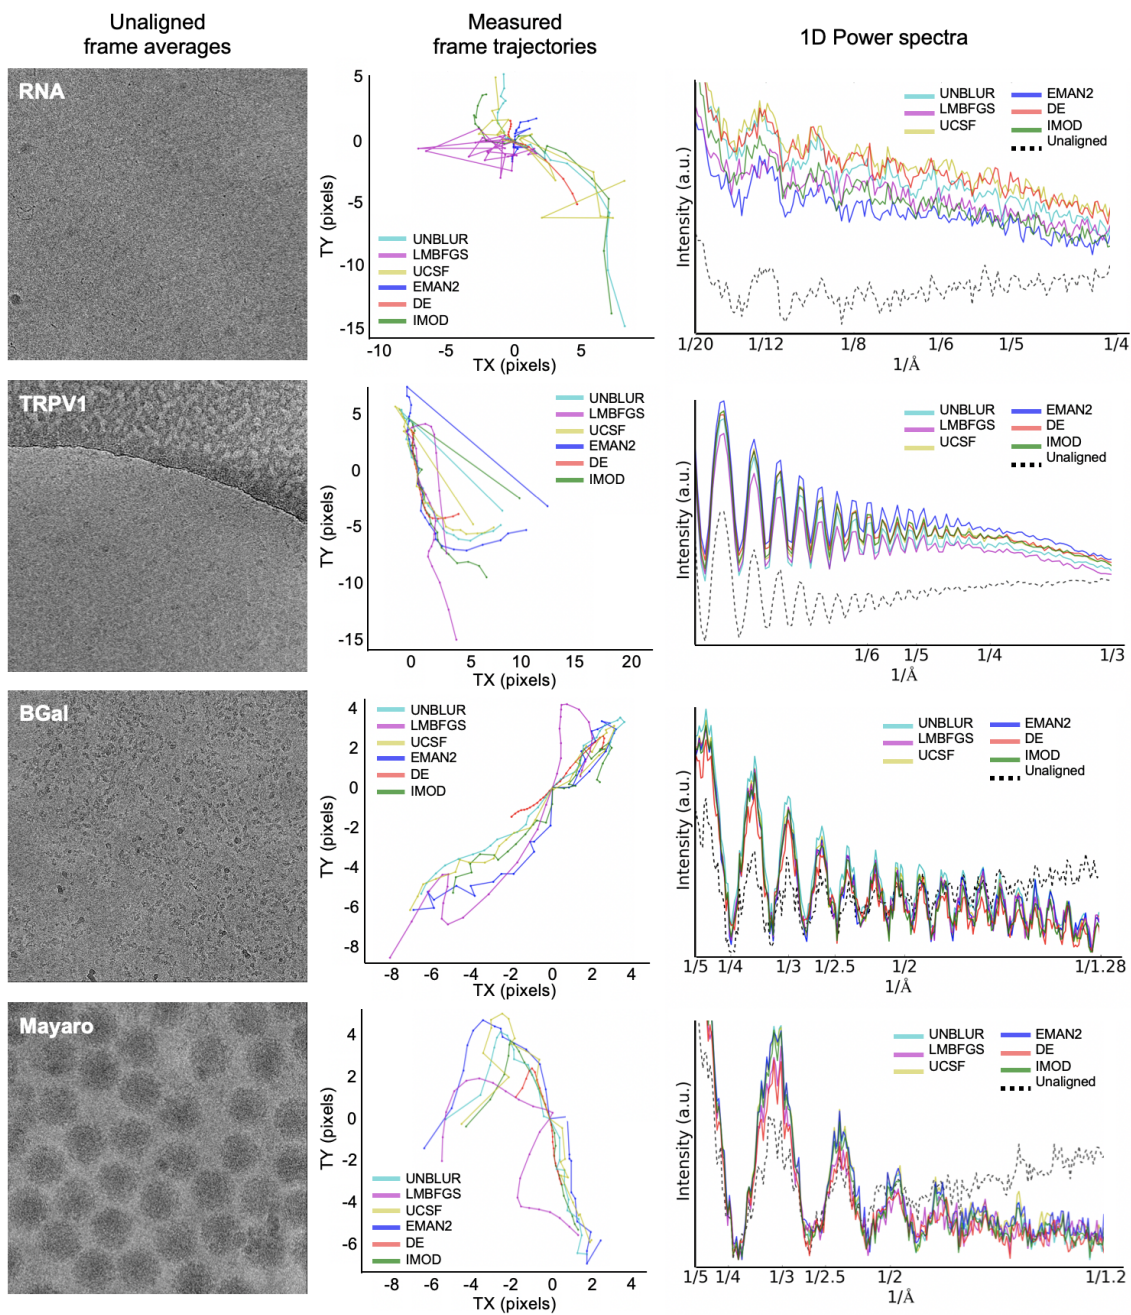 Unaligned
frame averages
Measured
frame trajectories
1D Power spectra
RNA
5
0
-5
-10
-15
TY (pixels)
UNBLUR
LMBFGS
UCSF
EMAN2
DE
IMOD
-10
-5
0
5
TX (pixels)
Intensity (a.u.)
UNBLUR
LMBFGS
UCSF
EMAN2
DE
IMOD
Unaligned
1/20
1/12
1/8
1/6
1/5
1/4
1/Å
TRPV1
5
0
-5
-10
-15
TY (pixels)
UNBLUR
LMBFGS
UCSF
EMAN2
DE
IMOD
0
5
10
15
20
TX (pixels)
Intensity (a.u.)
UNBLUR
LMBFGS
UCSF
EMAN2
DE
IMOD
Unaligned
1/6
1/5
1/4
1/3
1/Å
BGal
4
2
0
-2
-4
-6
-8
TY (pixels)
UNBLUR
LMBFGS
UCSF
EMAN2
DE
IMOD
-8
-6
-4
-2
0
2
4
TX (pixels)
Intensity (a.u.)
UNBLUR
LMBFGS
UCSF
EMAN2
DE
IMOD
Unaligned
1/5
1/4
1/3
1/2.5
1/2
1/1.28
1/Å
Mayaro
4
2
0
-2
-4
-6
TY (pixels)
UNBLUR
LMBFGS
UCSF
EMAN2
DE
IMOD
-8
-6
-4
-2
0
2
4
TX (pixels)
Intensity (a.u.)
UNBLUR
LMBFGS
UCSF
EMAN2
DE
IMOD
Unaligned
1/5
1/4
1/3
1/2.5
1/2
1/1.2
1/Å